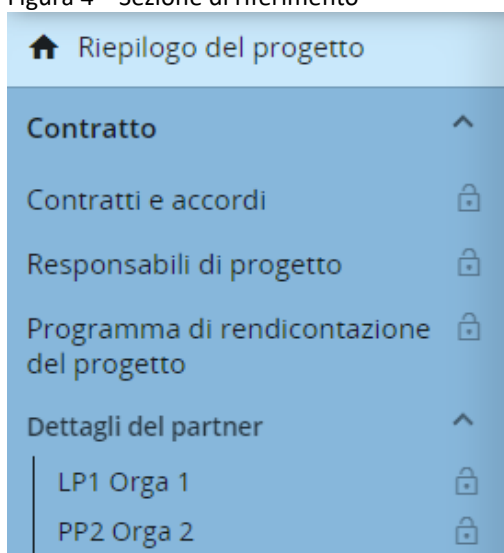 Figura 4 – Sezione di riferimento
Riepilogo del progetto
Contratto
Contratti e accordi
Responsabili di progetto
Programma di rendicontazione
del progetto
Dettagli del partner
LP1 Orga 1
PP2 Orga 2